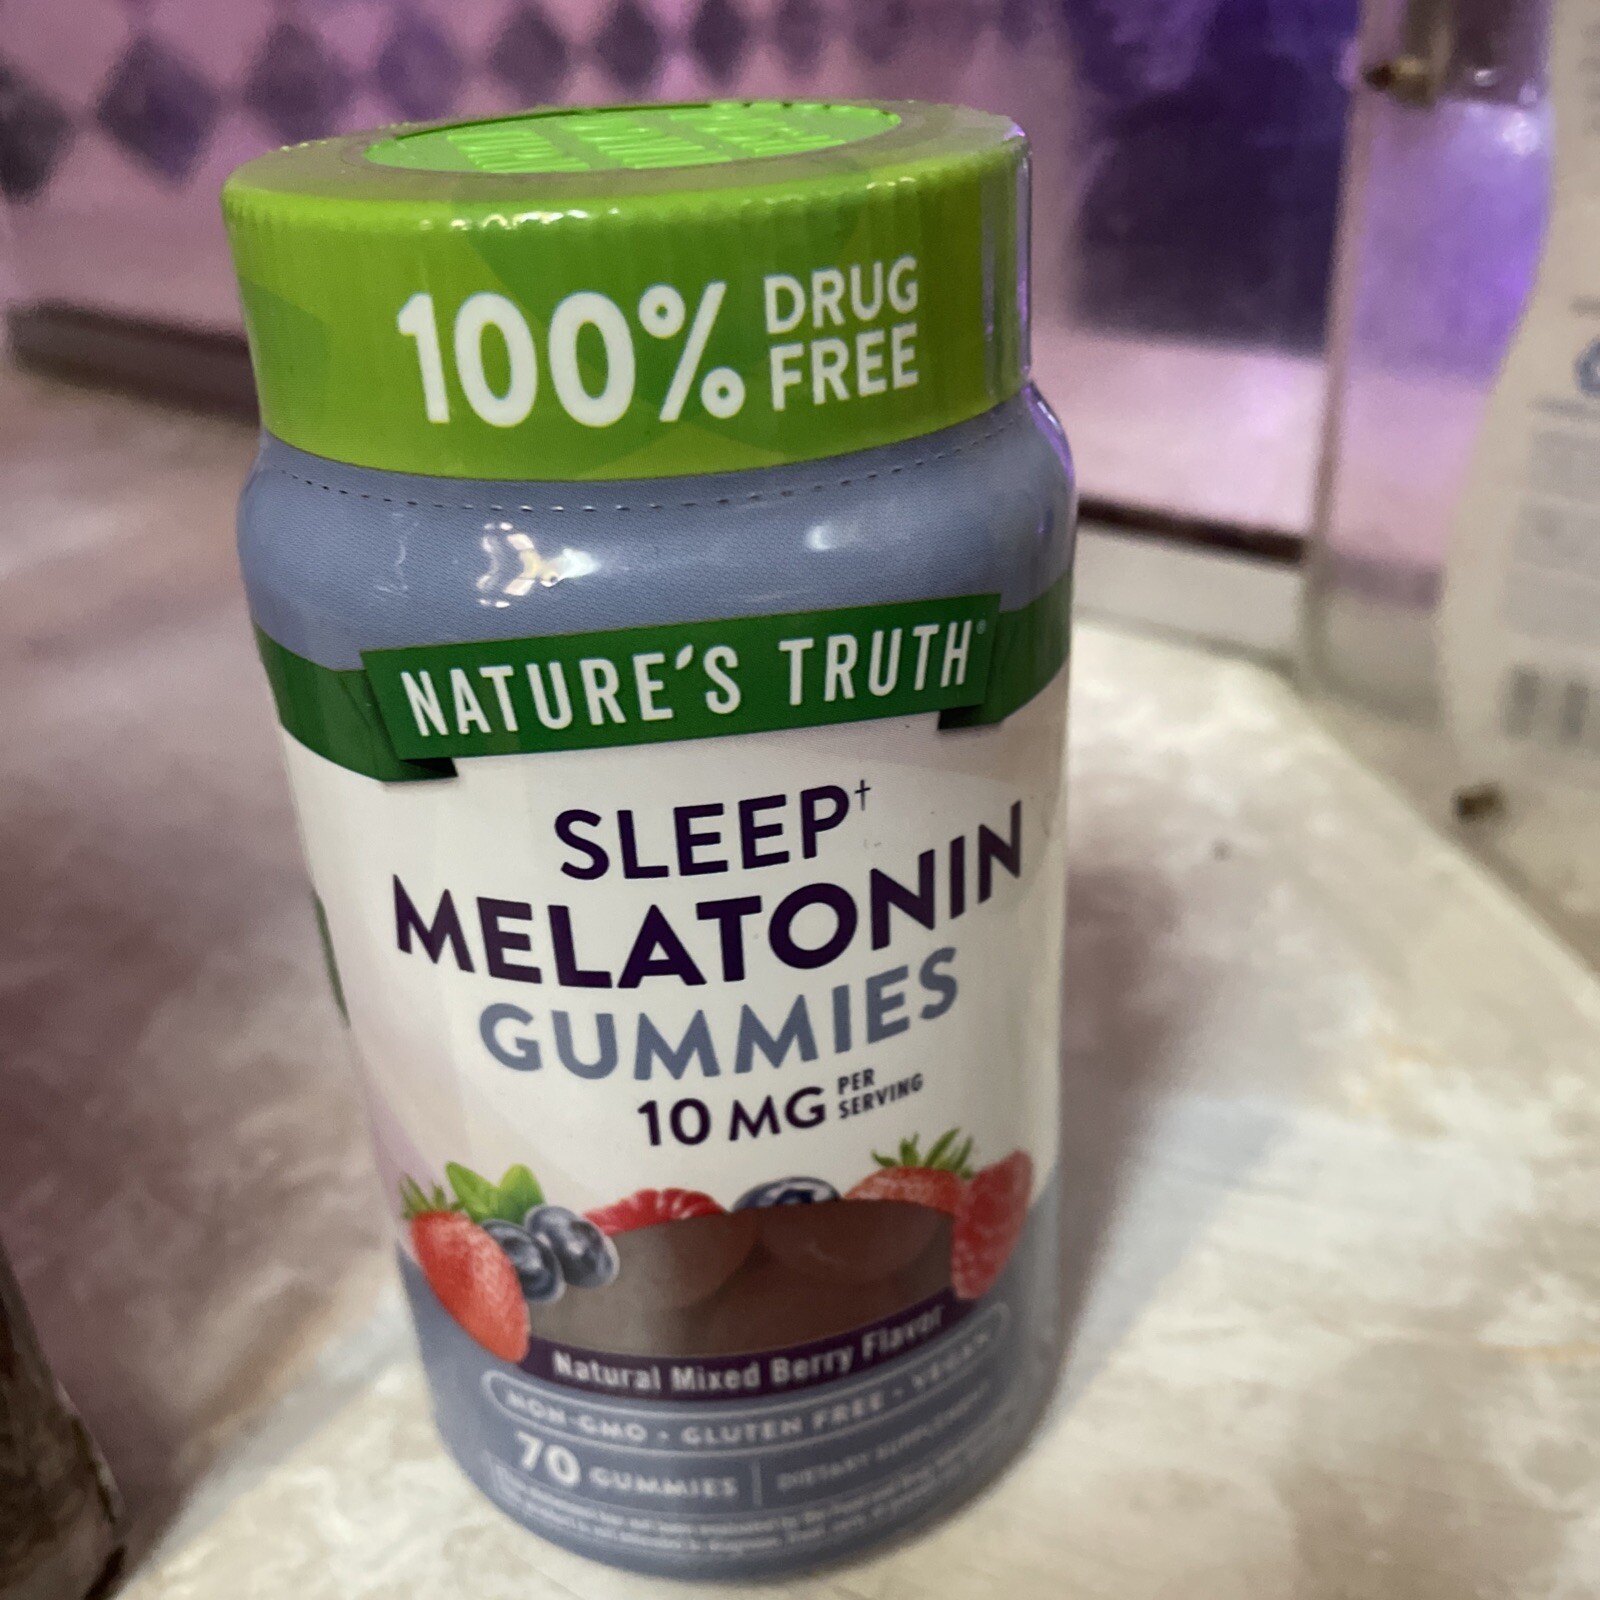 100% DRUG
FREE
NATURE'S TRUTH®
SLEEP†
MELATONIN
GUMMIES
10 MG PER
SERVING
Natural Mixed Berry Flavor
NON-GMO • GLUTEN FREE • VEGAN
70 GUMMIES | DIETARY SUPPLEMENT